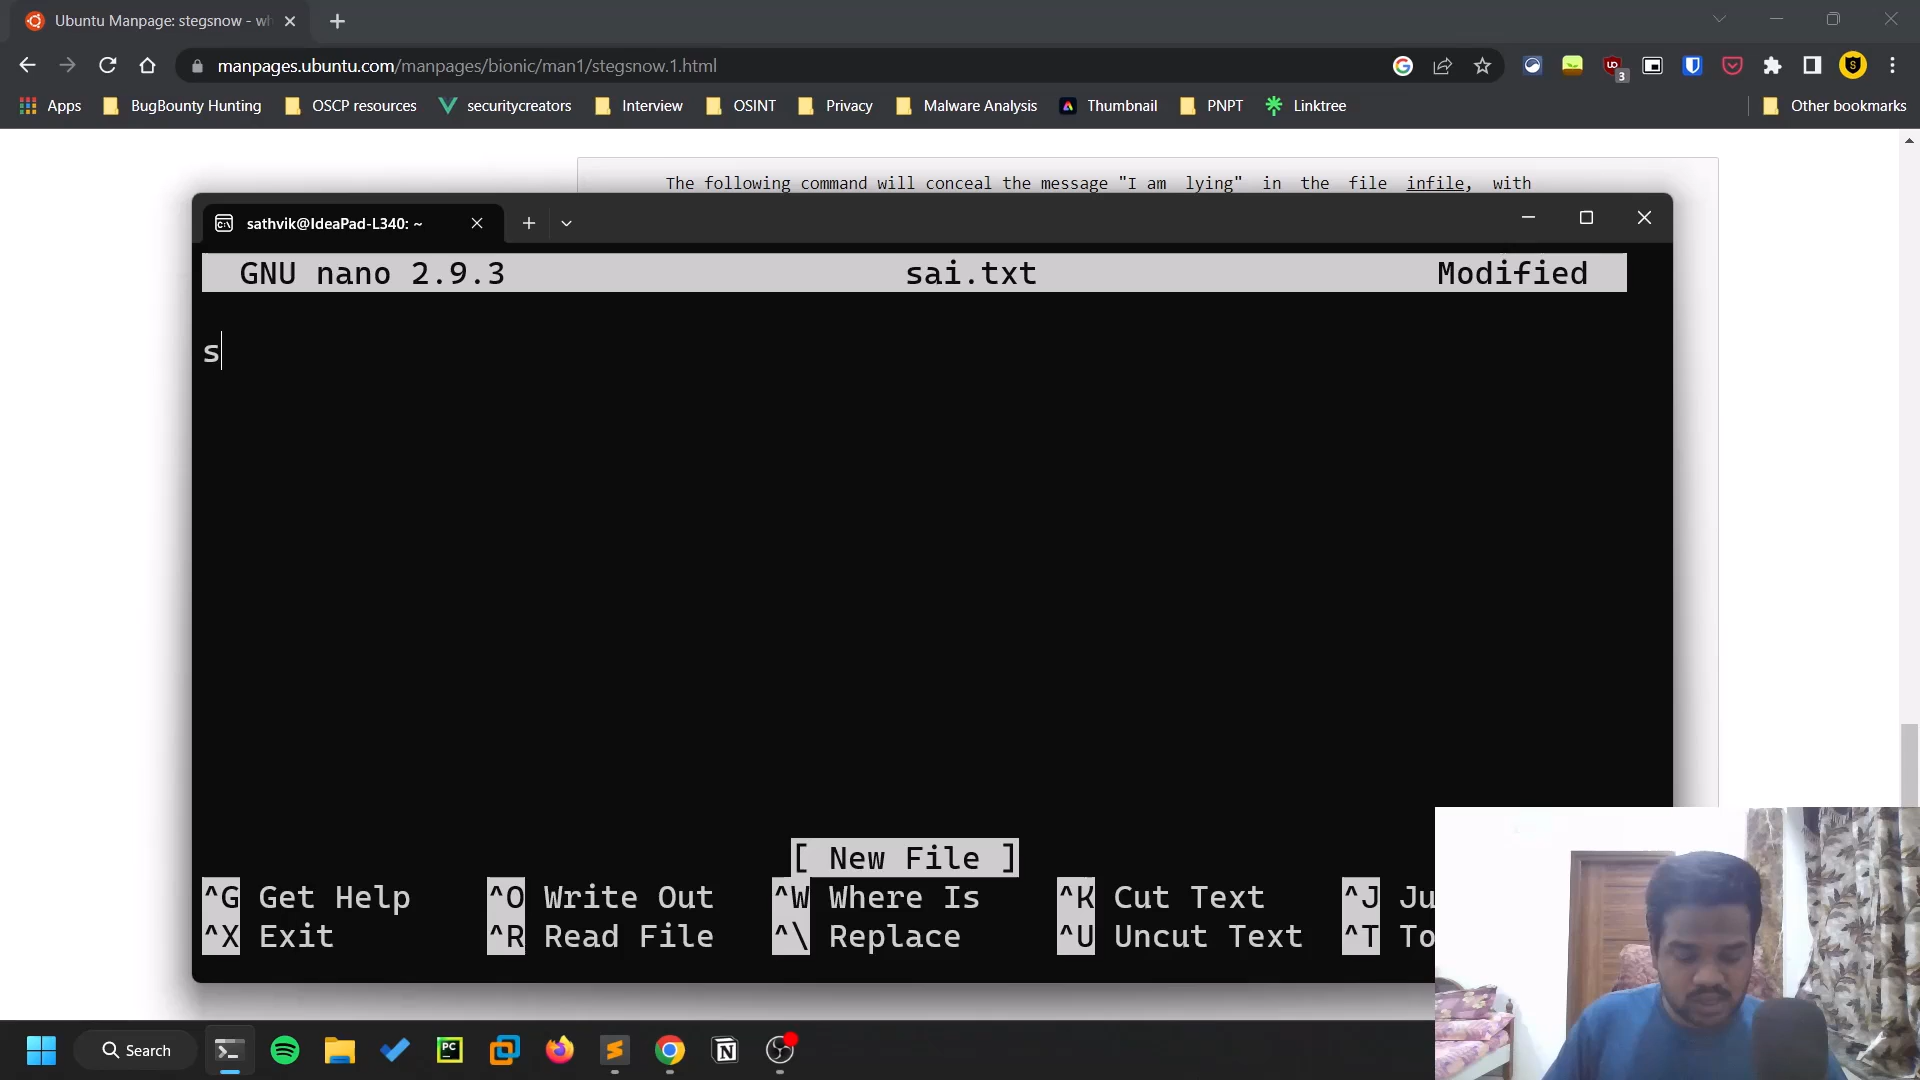 Ubuntu Manpage: stegsnow - wh
manpages.ubuntu.com/manpages/bionic/man1/stegsnow.1.html
3
S
Apps BugBounty Hunting OSCP resources securitycreators Interview OSINT Privacy Malware Analysis Thumbnail PNPT Linktree Other bookmarks
The following command will conceal the message "I am lying" in the file infile, with
sathvik@IdeaPad-L340: ~
GNU nano 2.9.3 sai.txt Modified
s
[ New File ]
^G Get Help ^O Write Out ^W Where Is ^K Cut Text ^J Ju
^X Exit ^R Read File ^\ Replace ^U Uncut Text ^T To
Search
PC